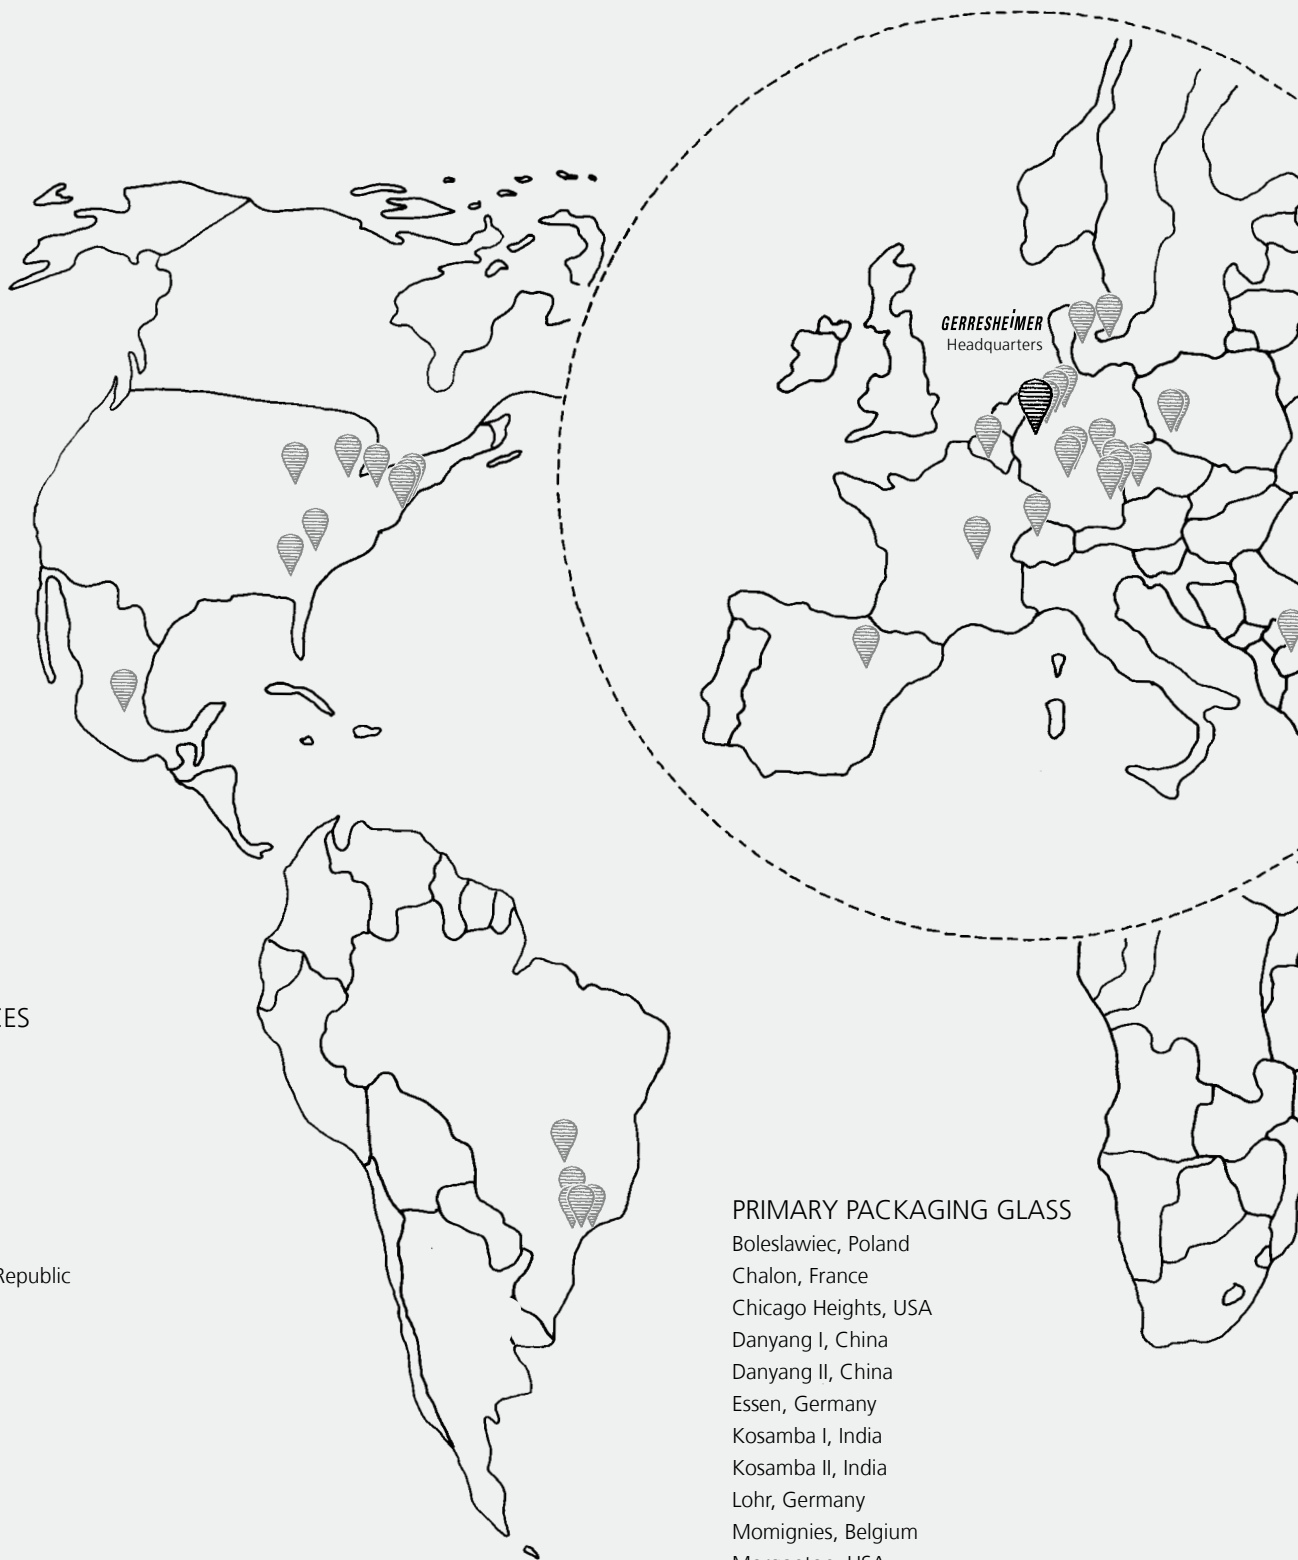 GERRESHEIMER
Headquarters
Republic
PRIMARY PACKAGING GLASS
Boleslawiec, Poland
Chalon, France
Chicago Heights, USA
Danyang I, China
Danyang II, China
Essen, Germany
Kosamba I, India
Kosamba II, India
Lohr, Germany
Momignies, Belgium